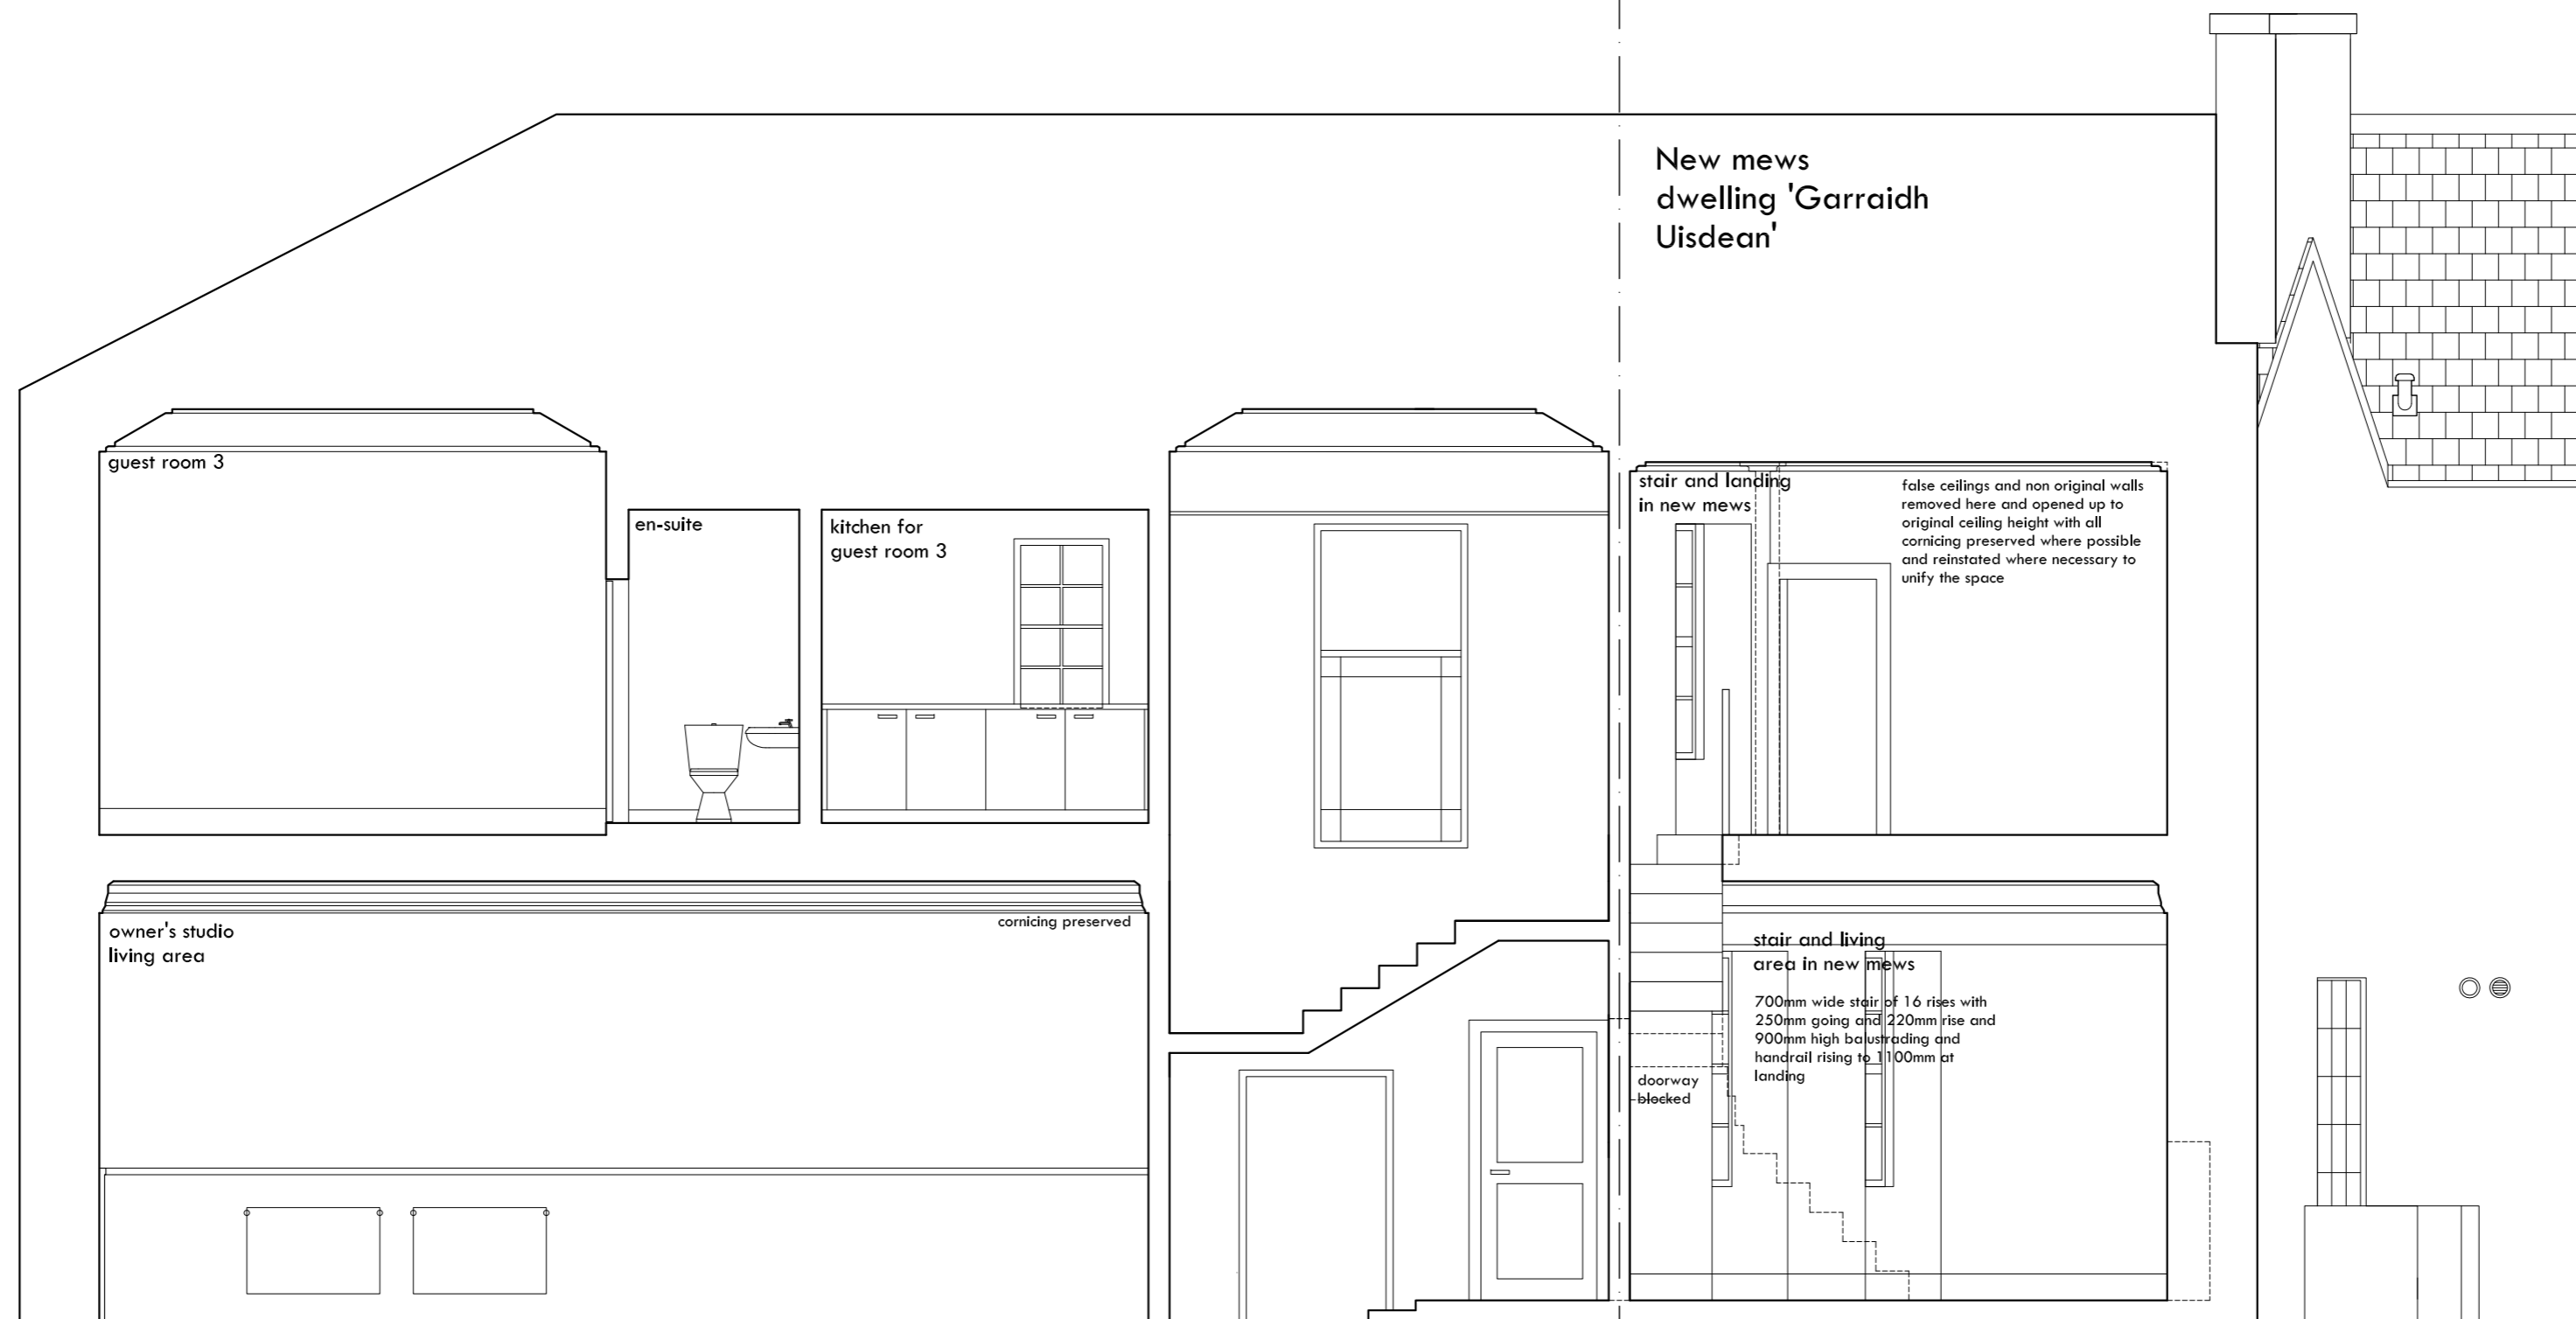 New mews
dwelling 'Garraidh
Uisdean'
guest room 3
en-suite
kitchen for
guest room 3
stair and landing
in new mews
false ceilings and non original walls
removed here and opened up to
original ceiling height with all
cornicing preserved where possible
and reinstated where necessary to
unify the space
owner's studio
living area
cornicing preserved
stair and living
area in new mews
700mm wide stair of 16 rises with
250mm going and 220mm rise and
900mm high balustrading and
handrail rising to 1100mm at
landing
doorway
blocked